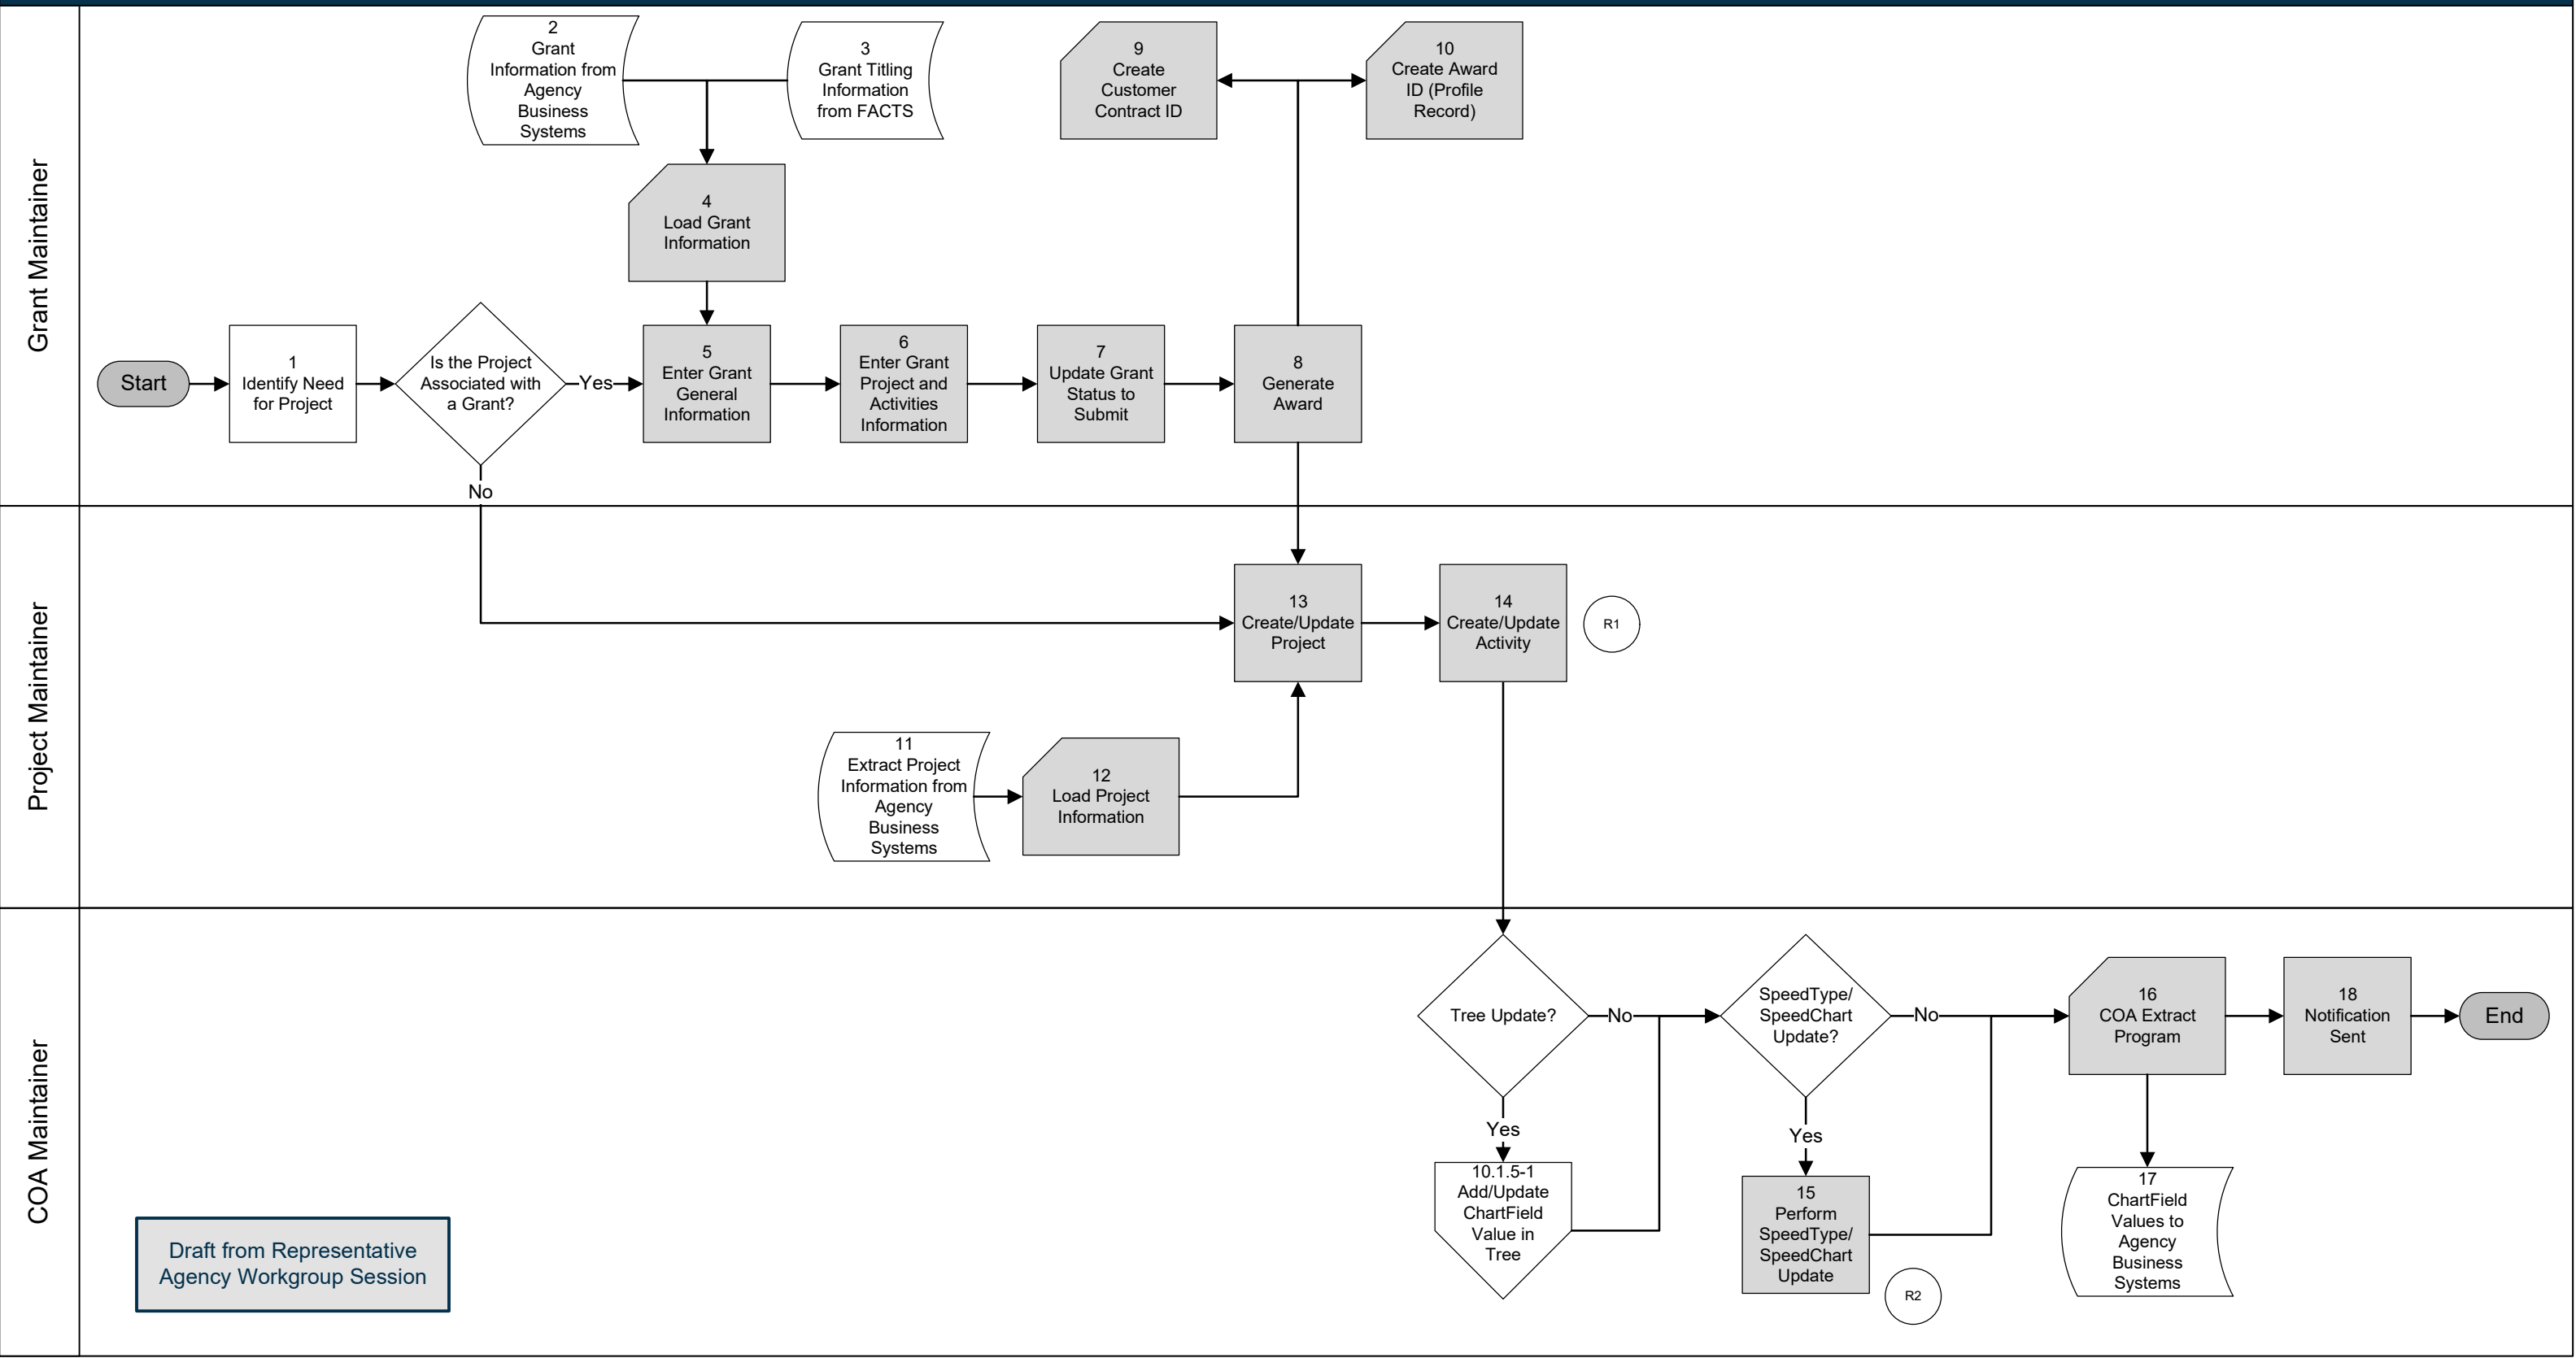 Grant Maintainer
2
Grant
Information from
Agency
Business
Systems
3
Grant Titling
Information
from FACTS
9
Create
Customer
Contract ID
10
Create Award
ID (Profile
Record)
4
Load Grant
Information
Start
1
Identify Need
for Project
Is the Project
Associated with
a Grant?
Yes
No
5
Enter Grant
General
Information
6
Enter Grant
Project and
Activities
Information
7
Update Grant
Status to
Submit
8
Generate
Award
Project Maintainer
13
Create/Update
Project
14
Create/Update
Activity
R1
11
Extract Project
Information from
Agency
Business
Systems
12
Load Project
Information
COA Maintainer
Tree Update?
No
Yes
10.1.5-1
Add/Update
ChartField
Value in
Tree
SpeedType/
SpeedChart
Update?
No
Yes
15
Perform
SpeedType/
SpeedChart
Update
R2
16
COA Extract
Program
18
Notification
Sent
End
17
ChartField
Values to
Agency
Business
Systems
Draft from Representative
Agency Workgroup Session